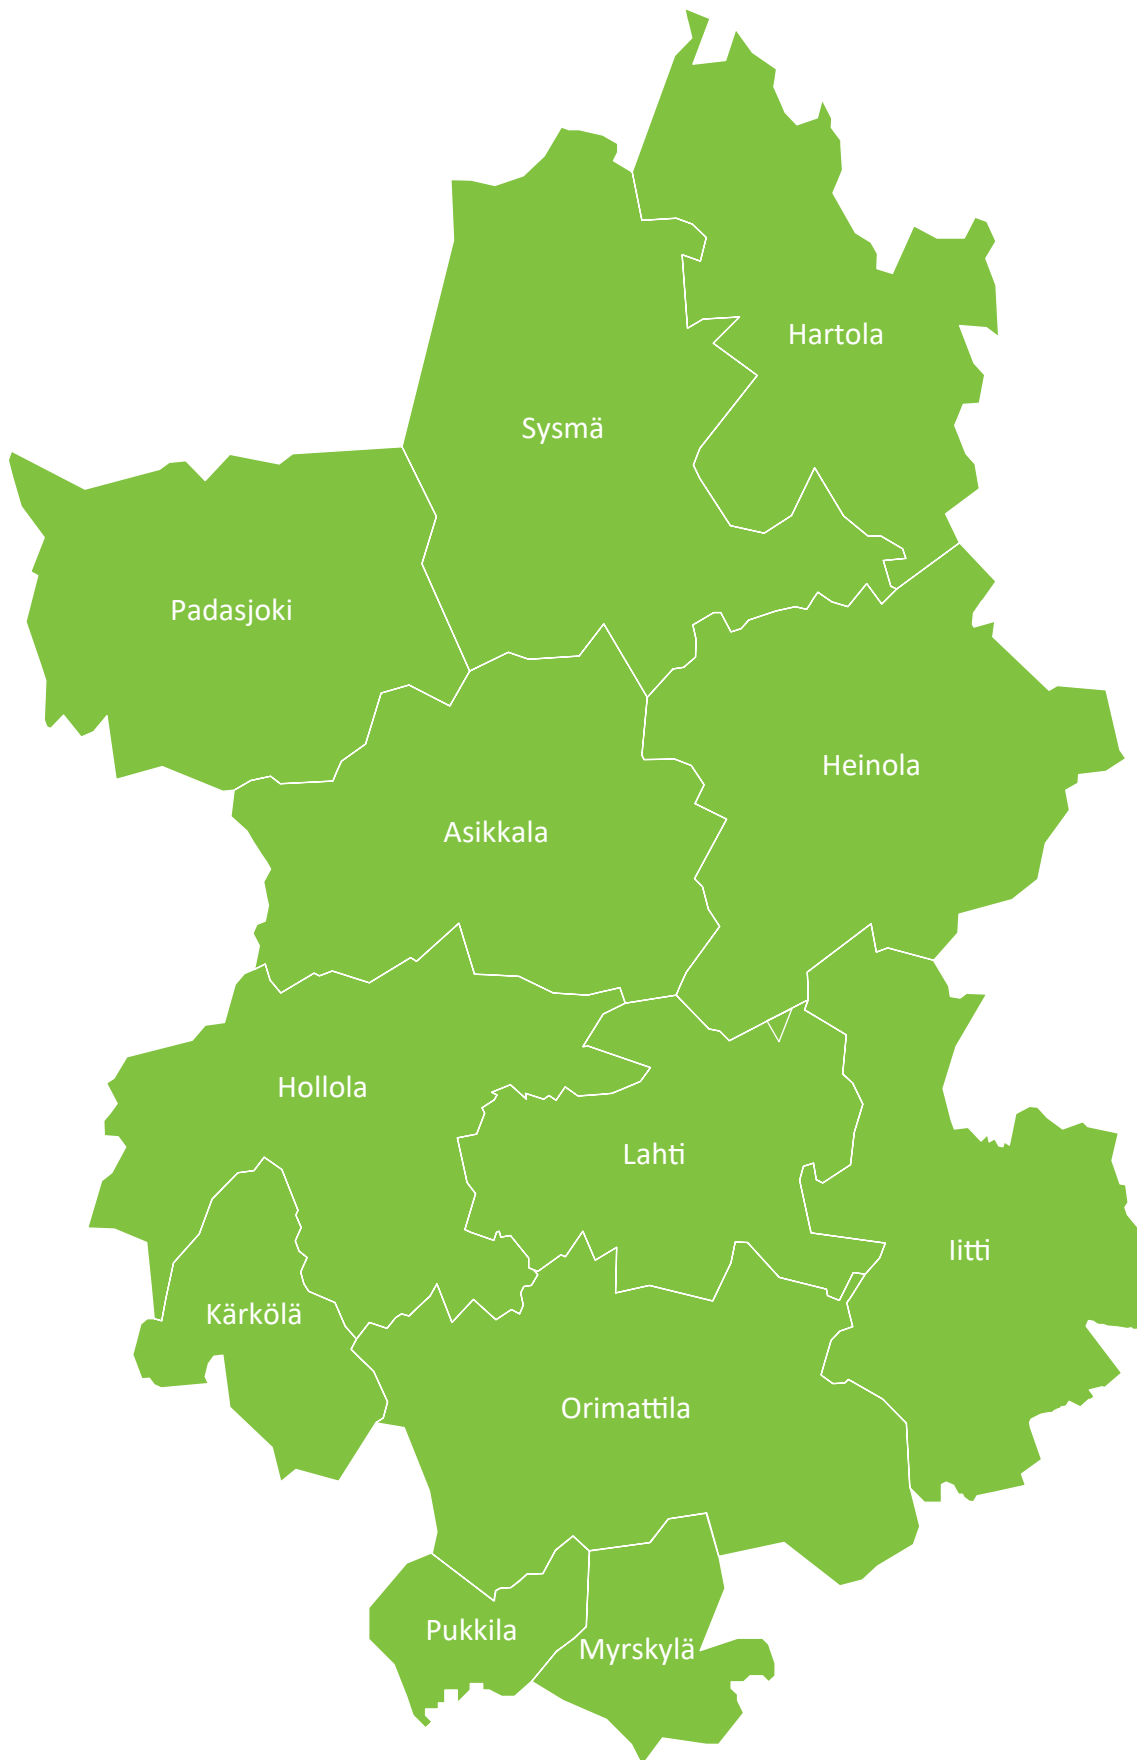 Hartola
Sysmä
Padasjoki
Heinola
Asikkala
Hollola
Lahti
Iitti
Kärkölä
Orimattila
Pukkila
Myrskylä